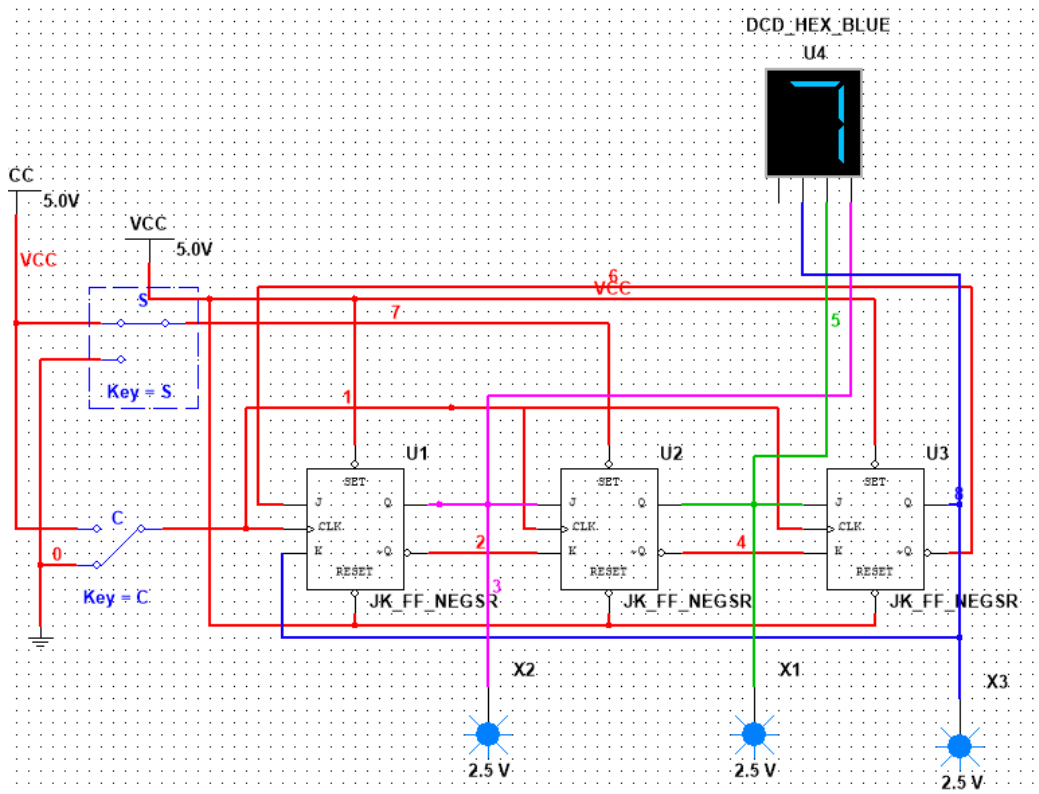 DCD_HEX_BLUE
U4
7
CC
5.0V
VCC
5.0V
VCC
6
VCC
S
7
5
Key = S
1
U1
U2
U3
SET
SET
SET
J
Q
J
Q
J
Q
8
C
CLK
CLK
CLK
0
K
~Q
2
K
~Q
4
K
~Q
RESET
RESET
RESET
3
Key = C
JK_FF_NEGSR
JK_FF_NEGSR
JK_FF_NEGSR
X2
X1
X3
2.5 V
2.5 V
2.5 V